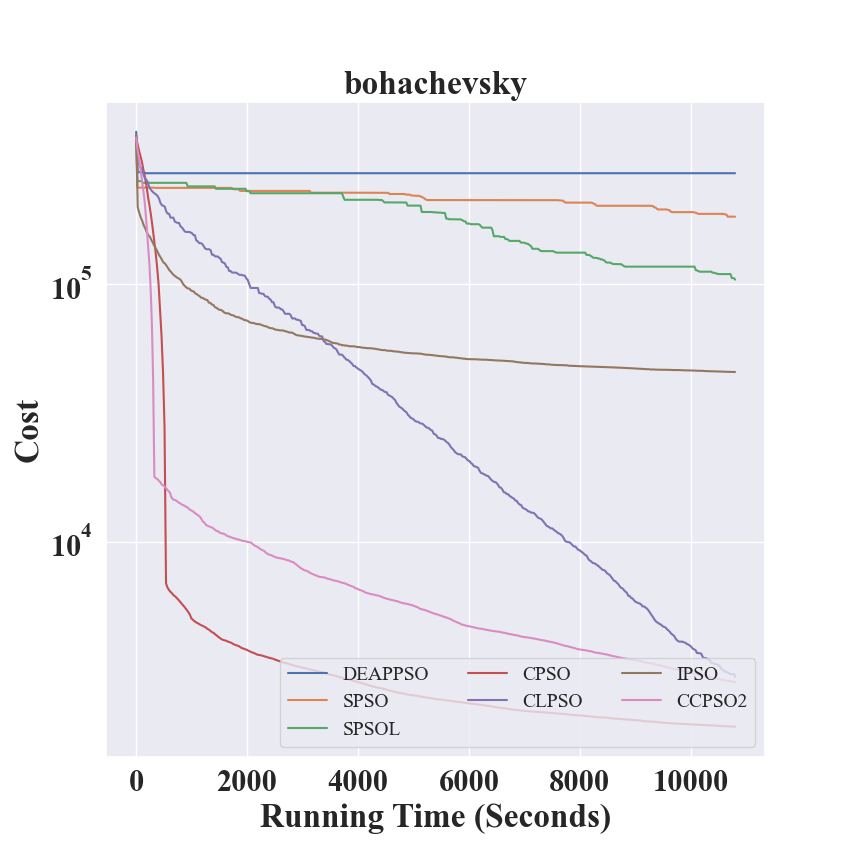 bohachevsky
Cost
10^5
10^4
0 2000 4000 6000 8000 10000
Running Time (Seconds)
DEAPPSO CPSO IPSO
SPSO CLPSO CCPSO2
SPSOL